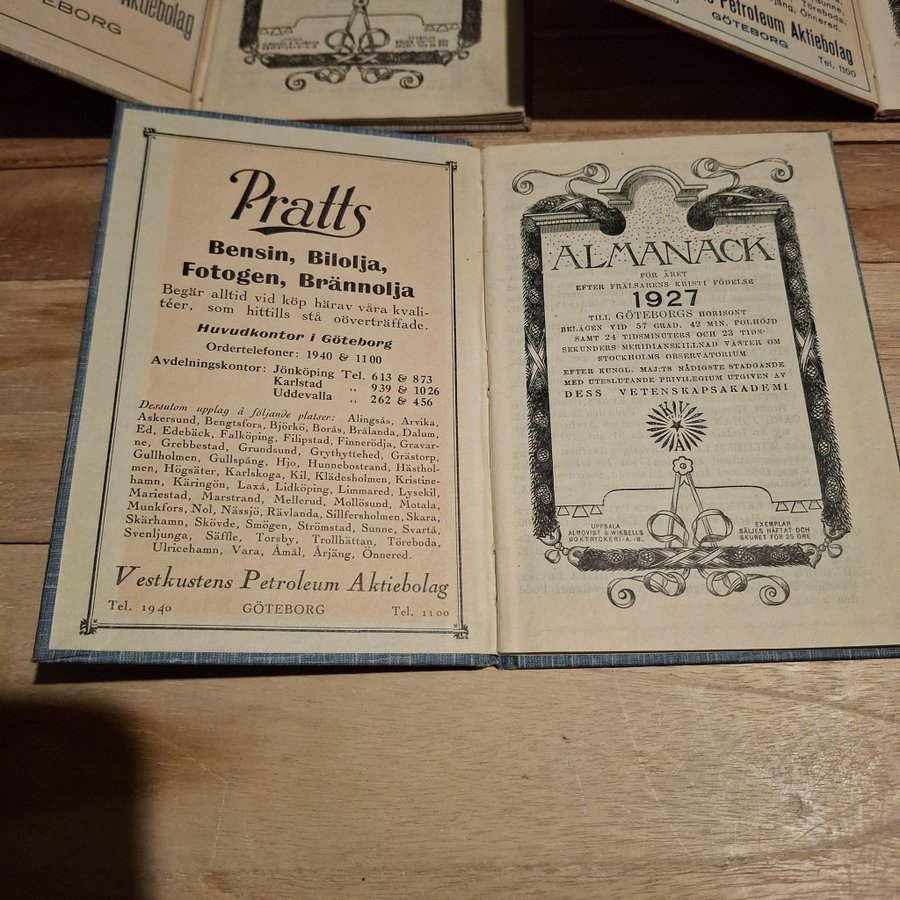 Aktiebolag
GÖTEBORG
Petroleum Aktiebolag
GÖTEBORG
Tel. 1100
Pratts
Bensin, Bilolja,
Fotogen, Brännolja
Begär alltid vid köp härav våra kvali-
téer, som hittills stå oöverträffade.
Huvudkontor i Göteborg
Ordertelefoner: 1940 & 1100
Avdelningskontor: Jönköping Tel. 613 & 873
Karlstad „ 939 & 1026
Uddevalla „ 262 & 456
Dessutom upplag å följande platser: Alingsås, Arvika,
Askersund, Bengtsfors, Björkö, Borås, Brålanda, Dalum,
Ed, Edebäck, Falköping, Filipstad, Finnerödja, Gravar-
ne, Grebbestad, Grundsund, Grythyttehed, Grästorp,
Gullholmen, Gullspång, Hjo, Hunnebostrand, Hästhol-
men, Högsäter, Karlskoga, Kil, Klädesholmen, Kristine-
hamn, Käringön, Laxå, Lidköping, Limmared, Lysekil,
Mariestad, Marstrand, Mellerud, Mollösund, Motala,
Munkfors, Nol, Nässjö, Rävlanda, Sillfersholmen, Skara,
Skärhamn, Skövde, Smögen, Strömstad, Sunne, Svartå,
Svenljunga, Säffle, Torsby, Trollhättan, Töreboda,
Ulricehamn, Vara, Åmål, Årjäng, Önnered.
Vestkustens Petroleum Aktiebolag
Tel. 1940 GÖTEBORG Tel. 1100
ALMANACK
FÖR ÅRET
EFTER FRÄLSARENS KRISTI FÖDELSE
1927
TILL GÖTEBORGS HORISONT
BELÄGEN VID 57 GRAD. 42 MIN. POLHÖJD
SAMT 24 TIDSMINUTERS OCH 23 TIDS-
SEKUNDERS MERIDIANSKILLNAD VÄSTER OM
STOCKHOLMS OBSERVATORIUM
EFTER KUNGL. MAJ:TS NÅDIGSTE STADGANDE
MED UTESLUTANDE PRIVILEGIUM UTGIVEN AV
DESS VETENSKAPSAKADEMI
UPPSALA
ALMQVIST & WIKSELLS
BOKTRYCKERI-A.-B.
EXEMPLAR
SÄLJES HÄFTAT OCH
SKURET FÖR 25 ÖRE